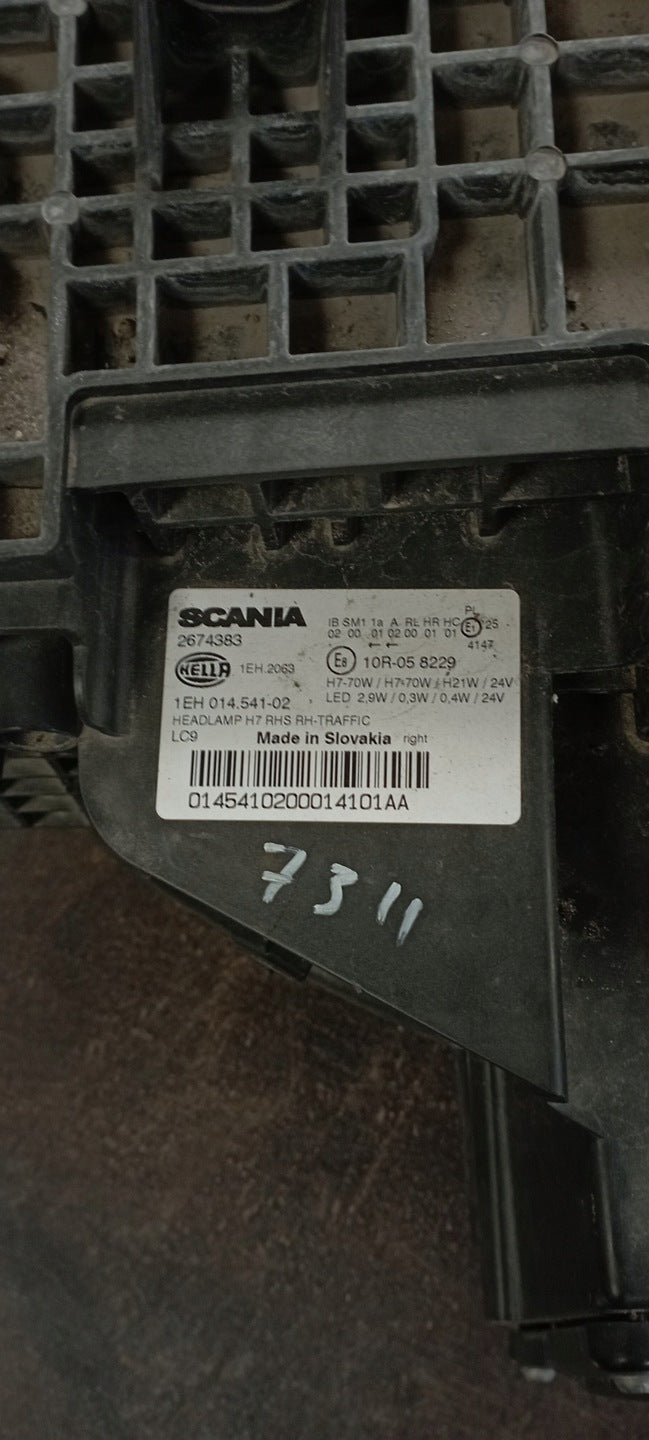 SCANIA
2674383
IB SM1 1a A RL HR HC PL
02 00 01 02 00 01 01 E1 25
← ← 4147
HELLA 1EH.2063
E8 10R-05 8229
1EH 014.541-02
H7-70W / H7-70W / H21W / 24V
LED 2,9W / 0,3W / 0,4W / 24V
HEADLAMP H7 RHS RH-TRAFFIC
LC9 Made in Slovakia right
0145410200014101AA
7311